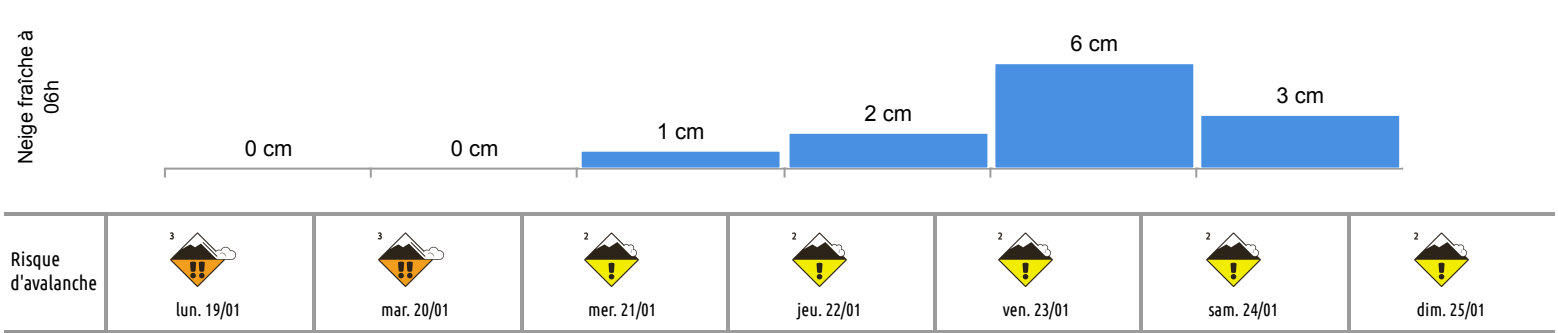 Neige fraîche à
06h
0 cm
0 cm
1 cm
2 cm
6 cm
3 cm
Risque
d'avalanche
3
lun. 19/01
3
mar. 20/01
2
mer. 21/01
2
jeu. 22/01
2
ven. 23/01
2
sam. 24/01
2
dim. 25/01